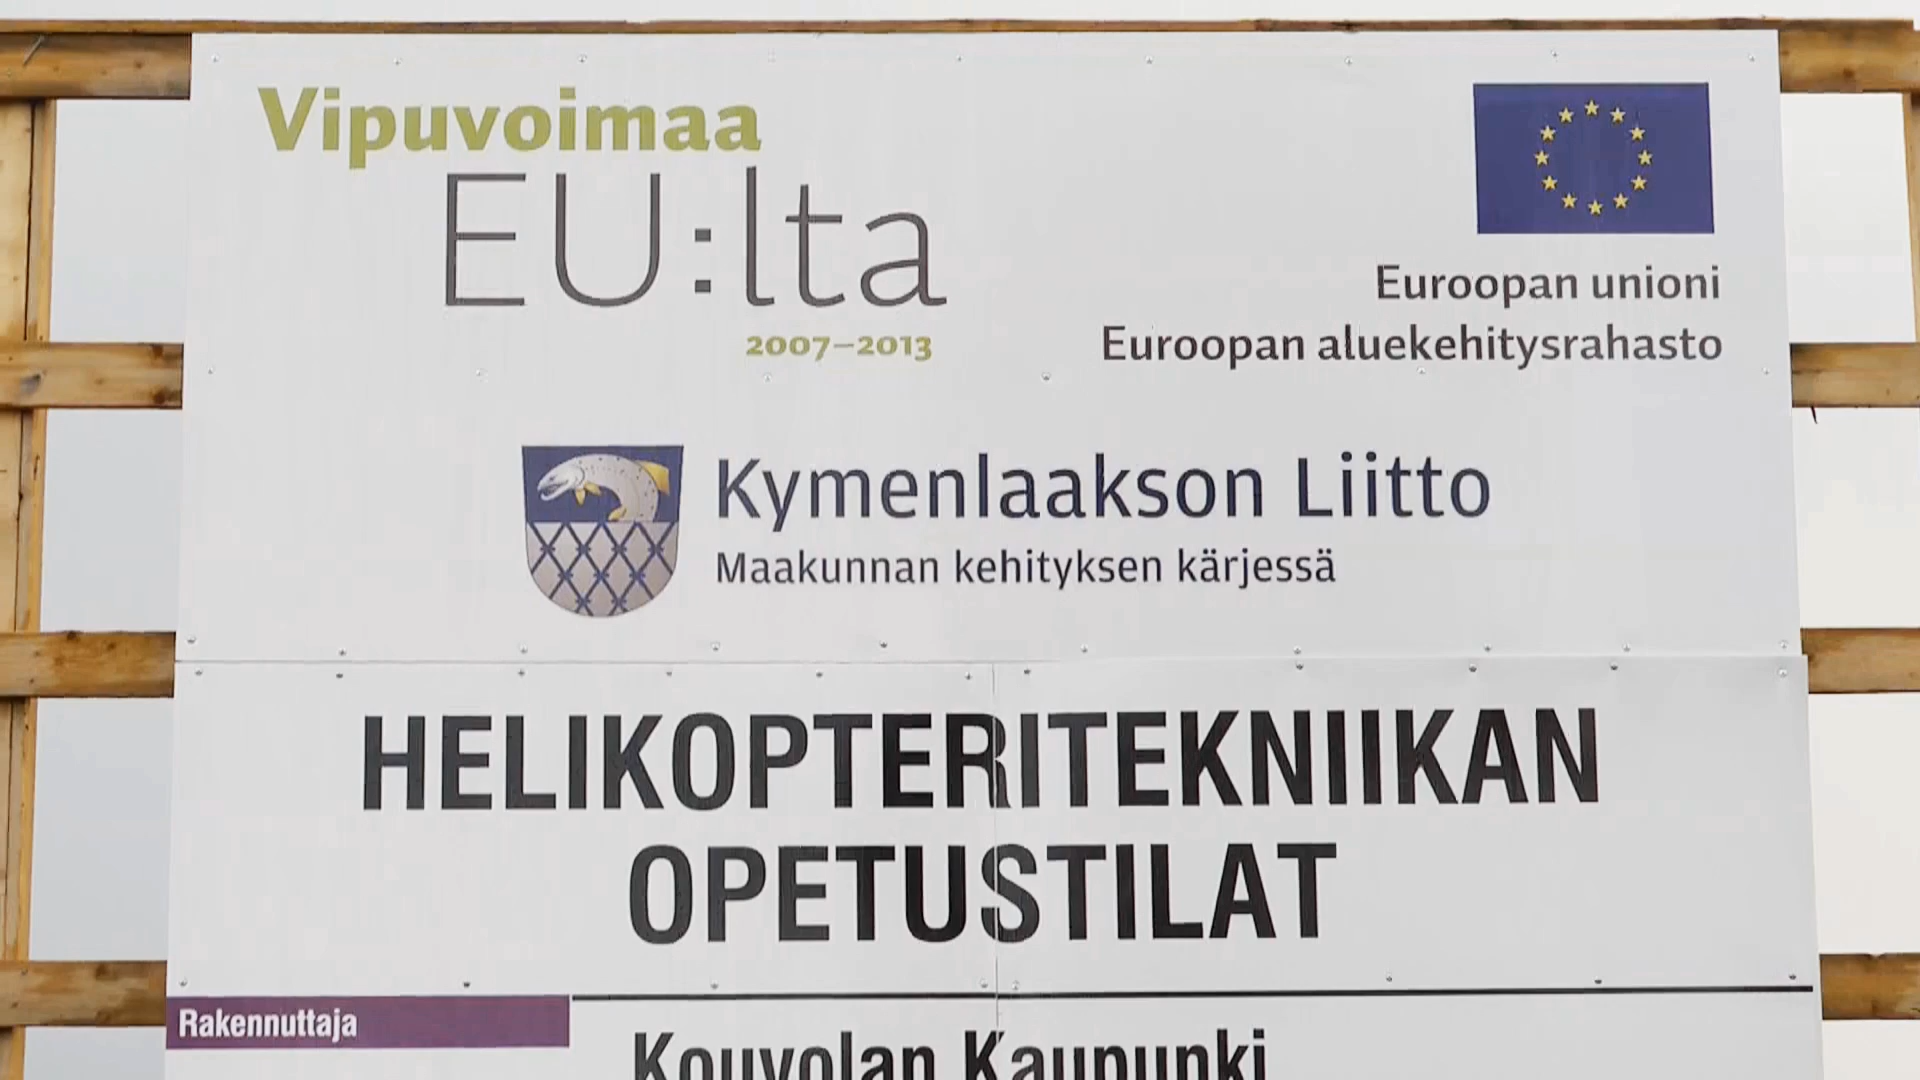 Vipuvoimaa
EU:lta
2007–2013
Euroopan unioni
Euroopan aluekehitysrahasto
Kymenlaakson Liitto
Maakunnan kehityksen kärjessä
HELIKOPTERITEKNIIKAN
OPETUSTILAT
Rakennuttaja
Kouvolan Kaupunki